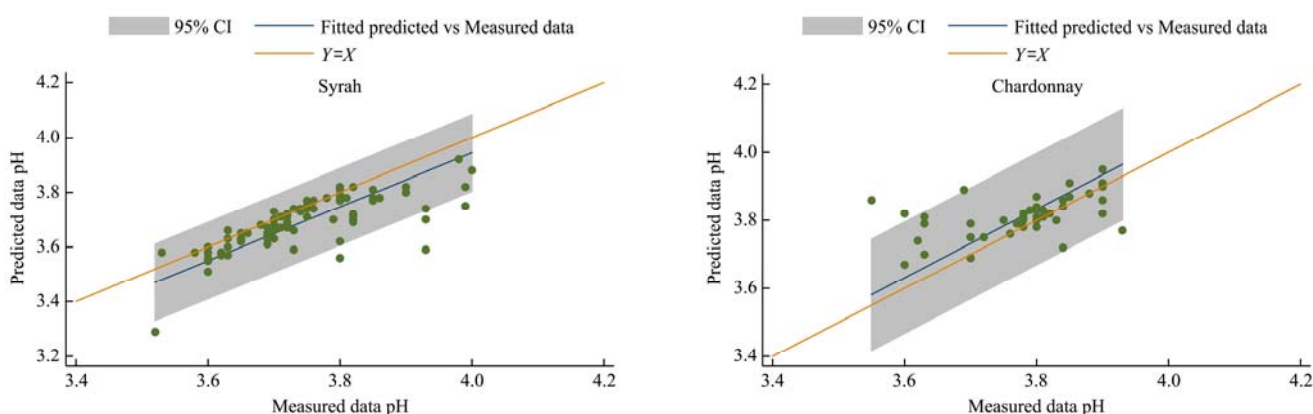 95% CI
Fitted predicted vs Measured data
Y=X
Syrah
4.2
4.0
3.8
3.6
3.4
3.2
Predicted data pH
3.4
3.6
3.8
4.0
4.2
Measured data pH
95% CI
Fitted predicted vs Measured data
Y=X
Chardonnay
4.2
4.0
3.8
3.6
3.4
Predicted data pH
3.4
3.6
3.8
4.0
4.2
Measured data pH